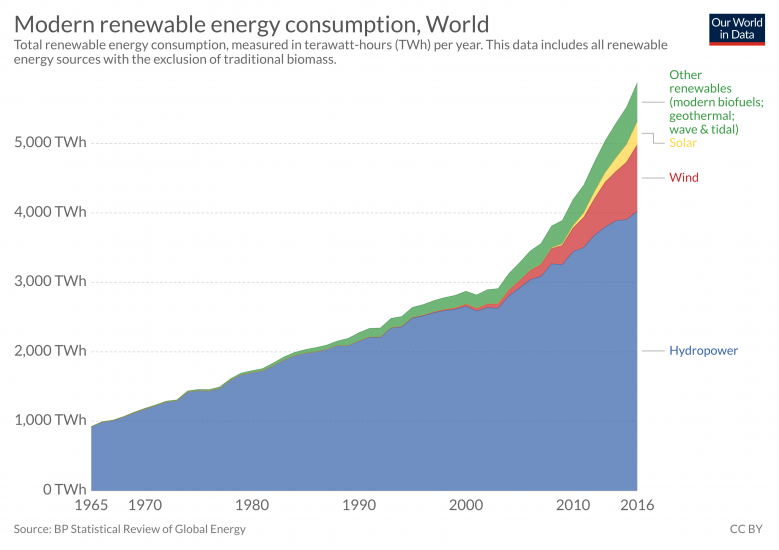 Modern renewable energy consumption, World
Total renewable energy consumption, measured in terawatt-hours (TWh) per year. This data includes all renewable
energy sources with the exclusion of traditional biomass.
Our World
in Data
Other
renewables
(modern biofuels;
geothermal;
wave & tidal)
Solar
Wind
Hydropower
5,000 TWh
4,000 TWh
3,000 TWh
2,000 TWh
1,000 TWh
0 TWh
1965 1970 1980 1990 2000 2010 2016
Source: BP Statistical Review of Global Energy
CC BY